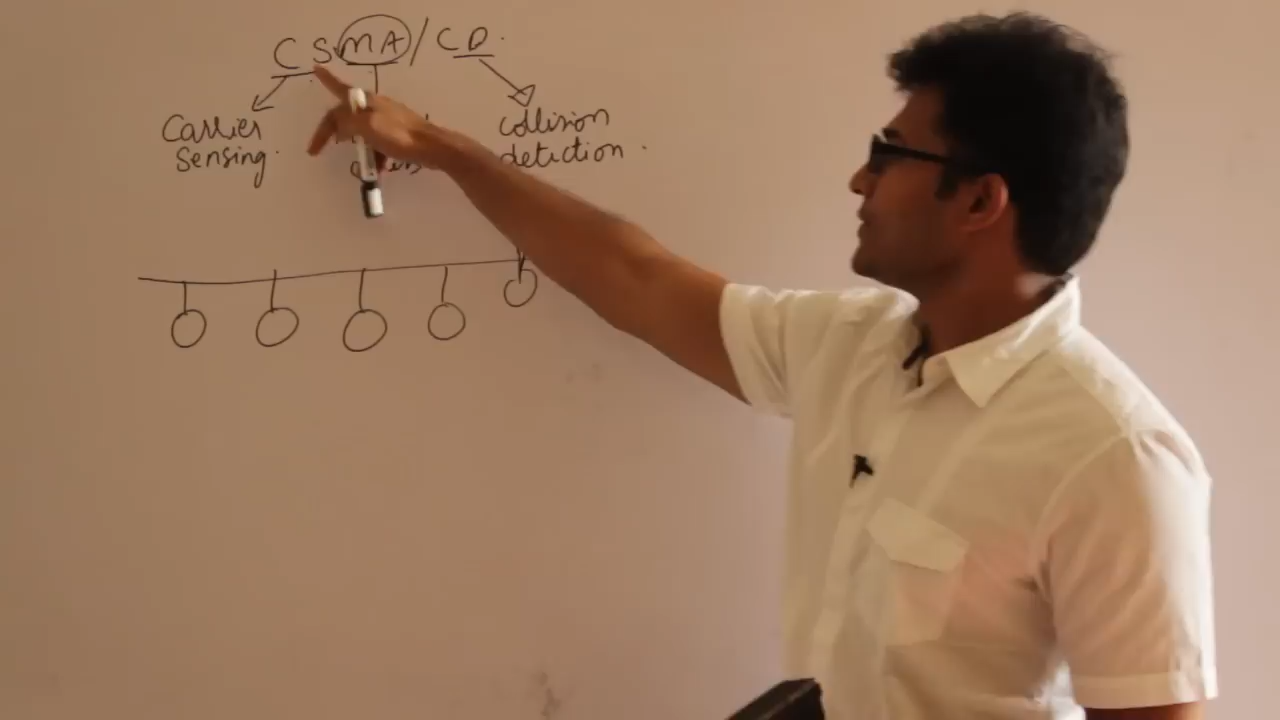 CSMA/CD.
Carrier
Sensing.
collision
detection.